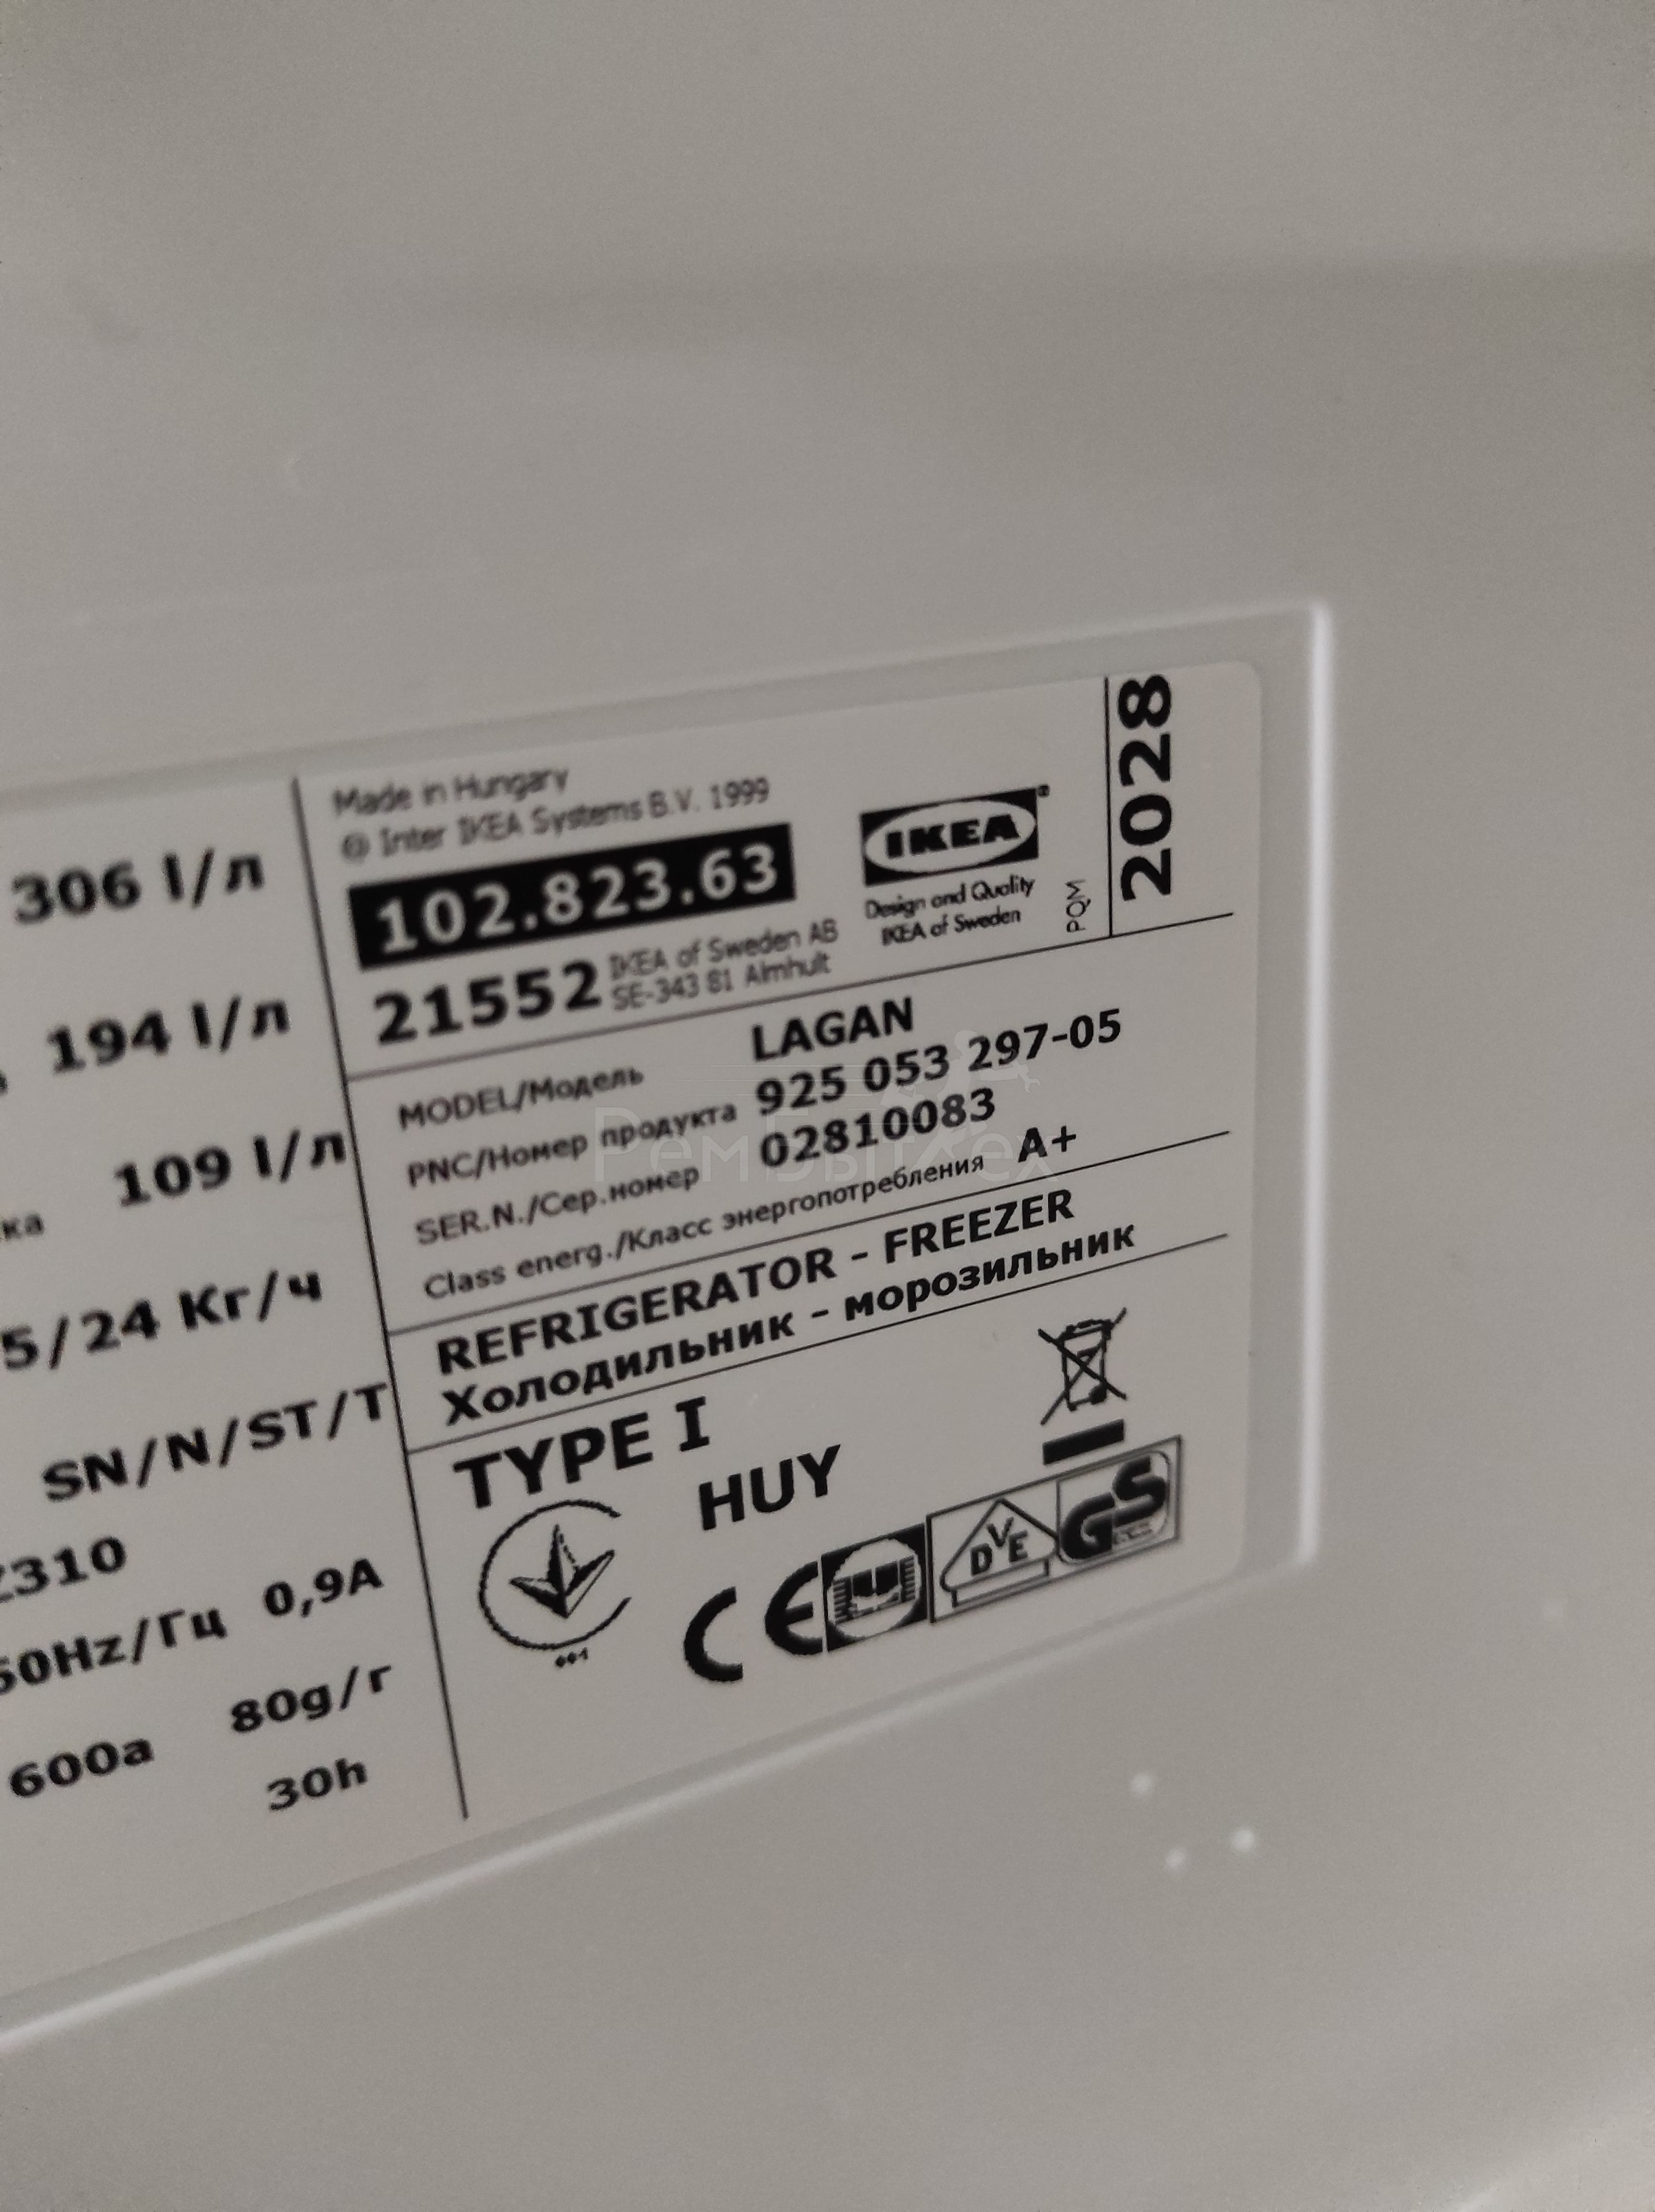 306 l/л
194 l/л
109 l/л
ка
5/24 Кг/ч
SN/N/ST/T
Z310
50Hz/Гц 0,9A
600a 80g/г
30h
Made in Hungary
@ Inter IKEA Systems B.V. 1999
102.823.63
21552 IKEA of Sweden AB
SE-343 81 Almhult
IKEA
Design and Quality
IKEA of Sweden
PQM
2028
MODEL/Модель LAGAN
PNC/Номер продукта 925 053 297-05
SER.N./Сер.номер 02810083
Class energ./Класс энергопотребления A+
REFRIGERATOR - FREEZER
Холодильник - морозильник
TYPE I
HUY
CE
DVE
GS
РемБытТех